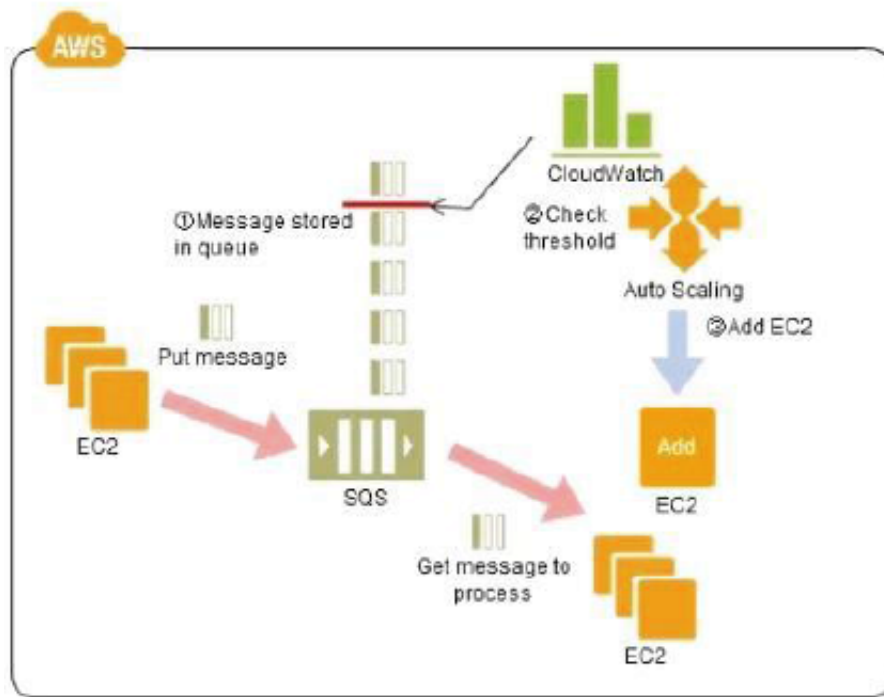 AWS
CloudWatch
①Message stored
in queue
②Check
threshold
Auto Scaling
③Add EC2
Put message
EC2
SQS
Add
EC2
Get message to
process
EC2